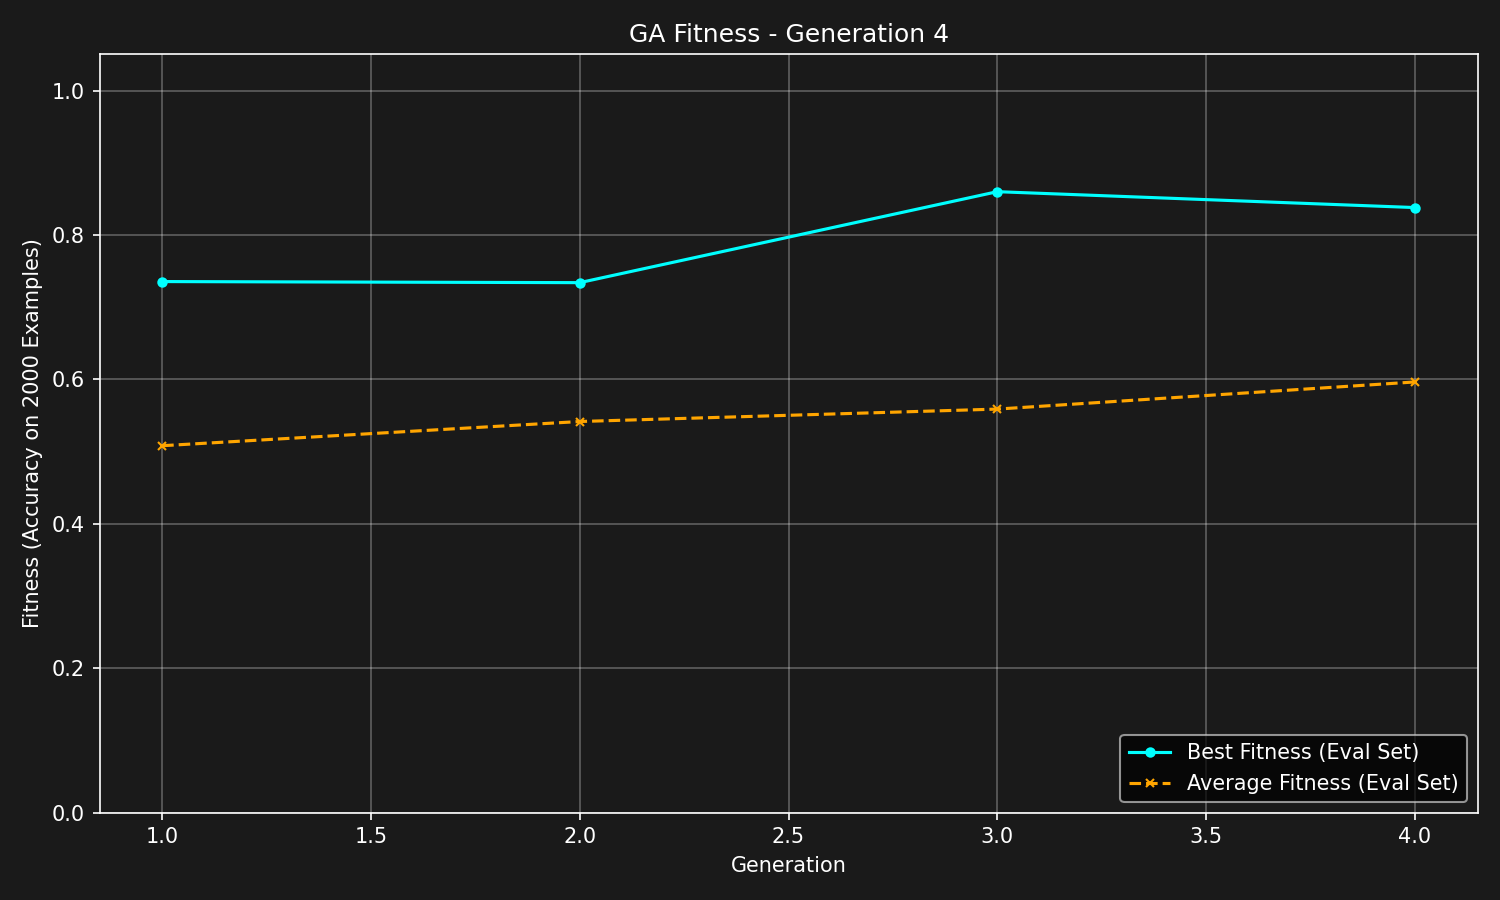 GA Fitness - Generation 4
Fitness (Accuracy on 2000 Examples)
1.0
0.8
0.6
0.4
0.2
0.0
1.0 1.5 2.0 2.5 3.0 3.5 4.0
Generation
Best Fitness (Eval Set)
Average Fitness (Eval Set)